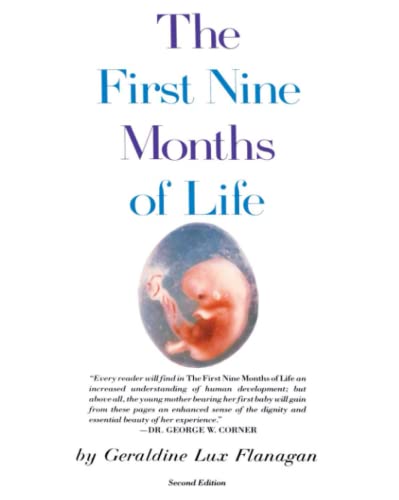 The
First Nine
Months
of Life
“Every reader will find in The First Nine Months of Life an
increased understanding of human development; but
above all, the young mother bearing her first baby will gain
from these pages an enhanced sense of the dignity and
essential beauty of her experience.”
—DR. GEORGE W. CORNER
by Geraldine Lux Flanagan
Second Edition